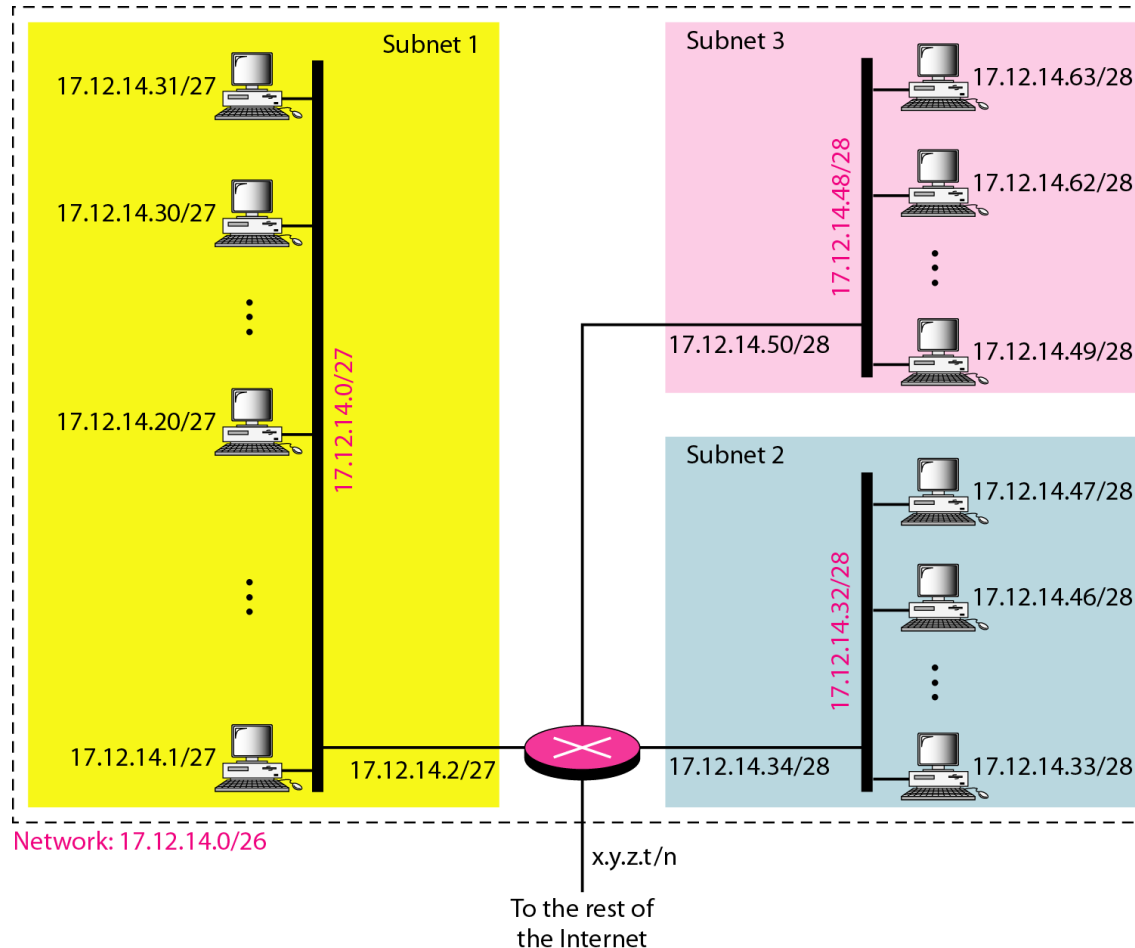 Subnet 1
17.12.14.31/27
17.12.14.30/27
17.12.14.20/27
17.12.14.1/27
17.12.14.0/27
17.12.14.2/27
Subnet 3
17.12.14.63/28
17.12.14.62/28
17.12.14.49/28
17.12.14.48/28
17.12.14.50/28
Subnet 2
17.12.14.47/28
17.12.14.46/28
17.12.14.33/28
17.12.14.32/28
17.12.14.34/28
Network: 17.12.14.0/26
x.y.z.t/n
To the rest of
the Internet